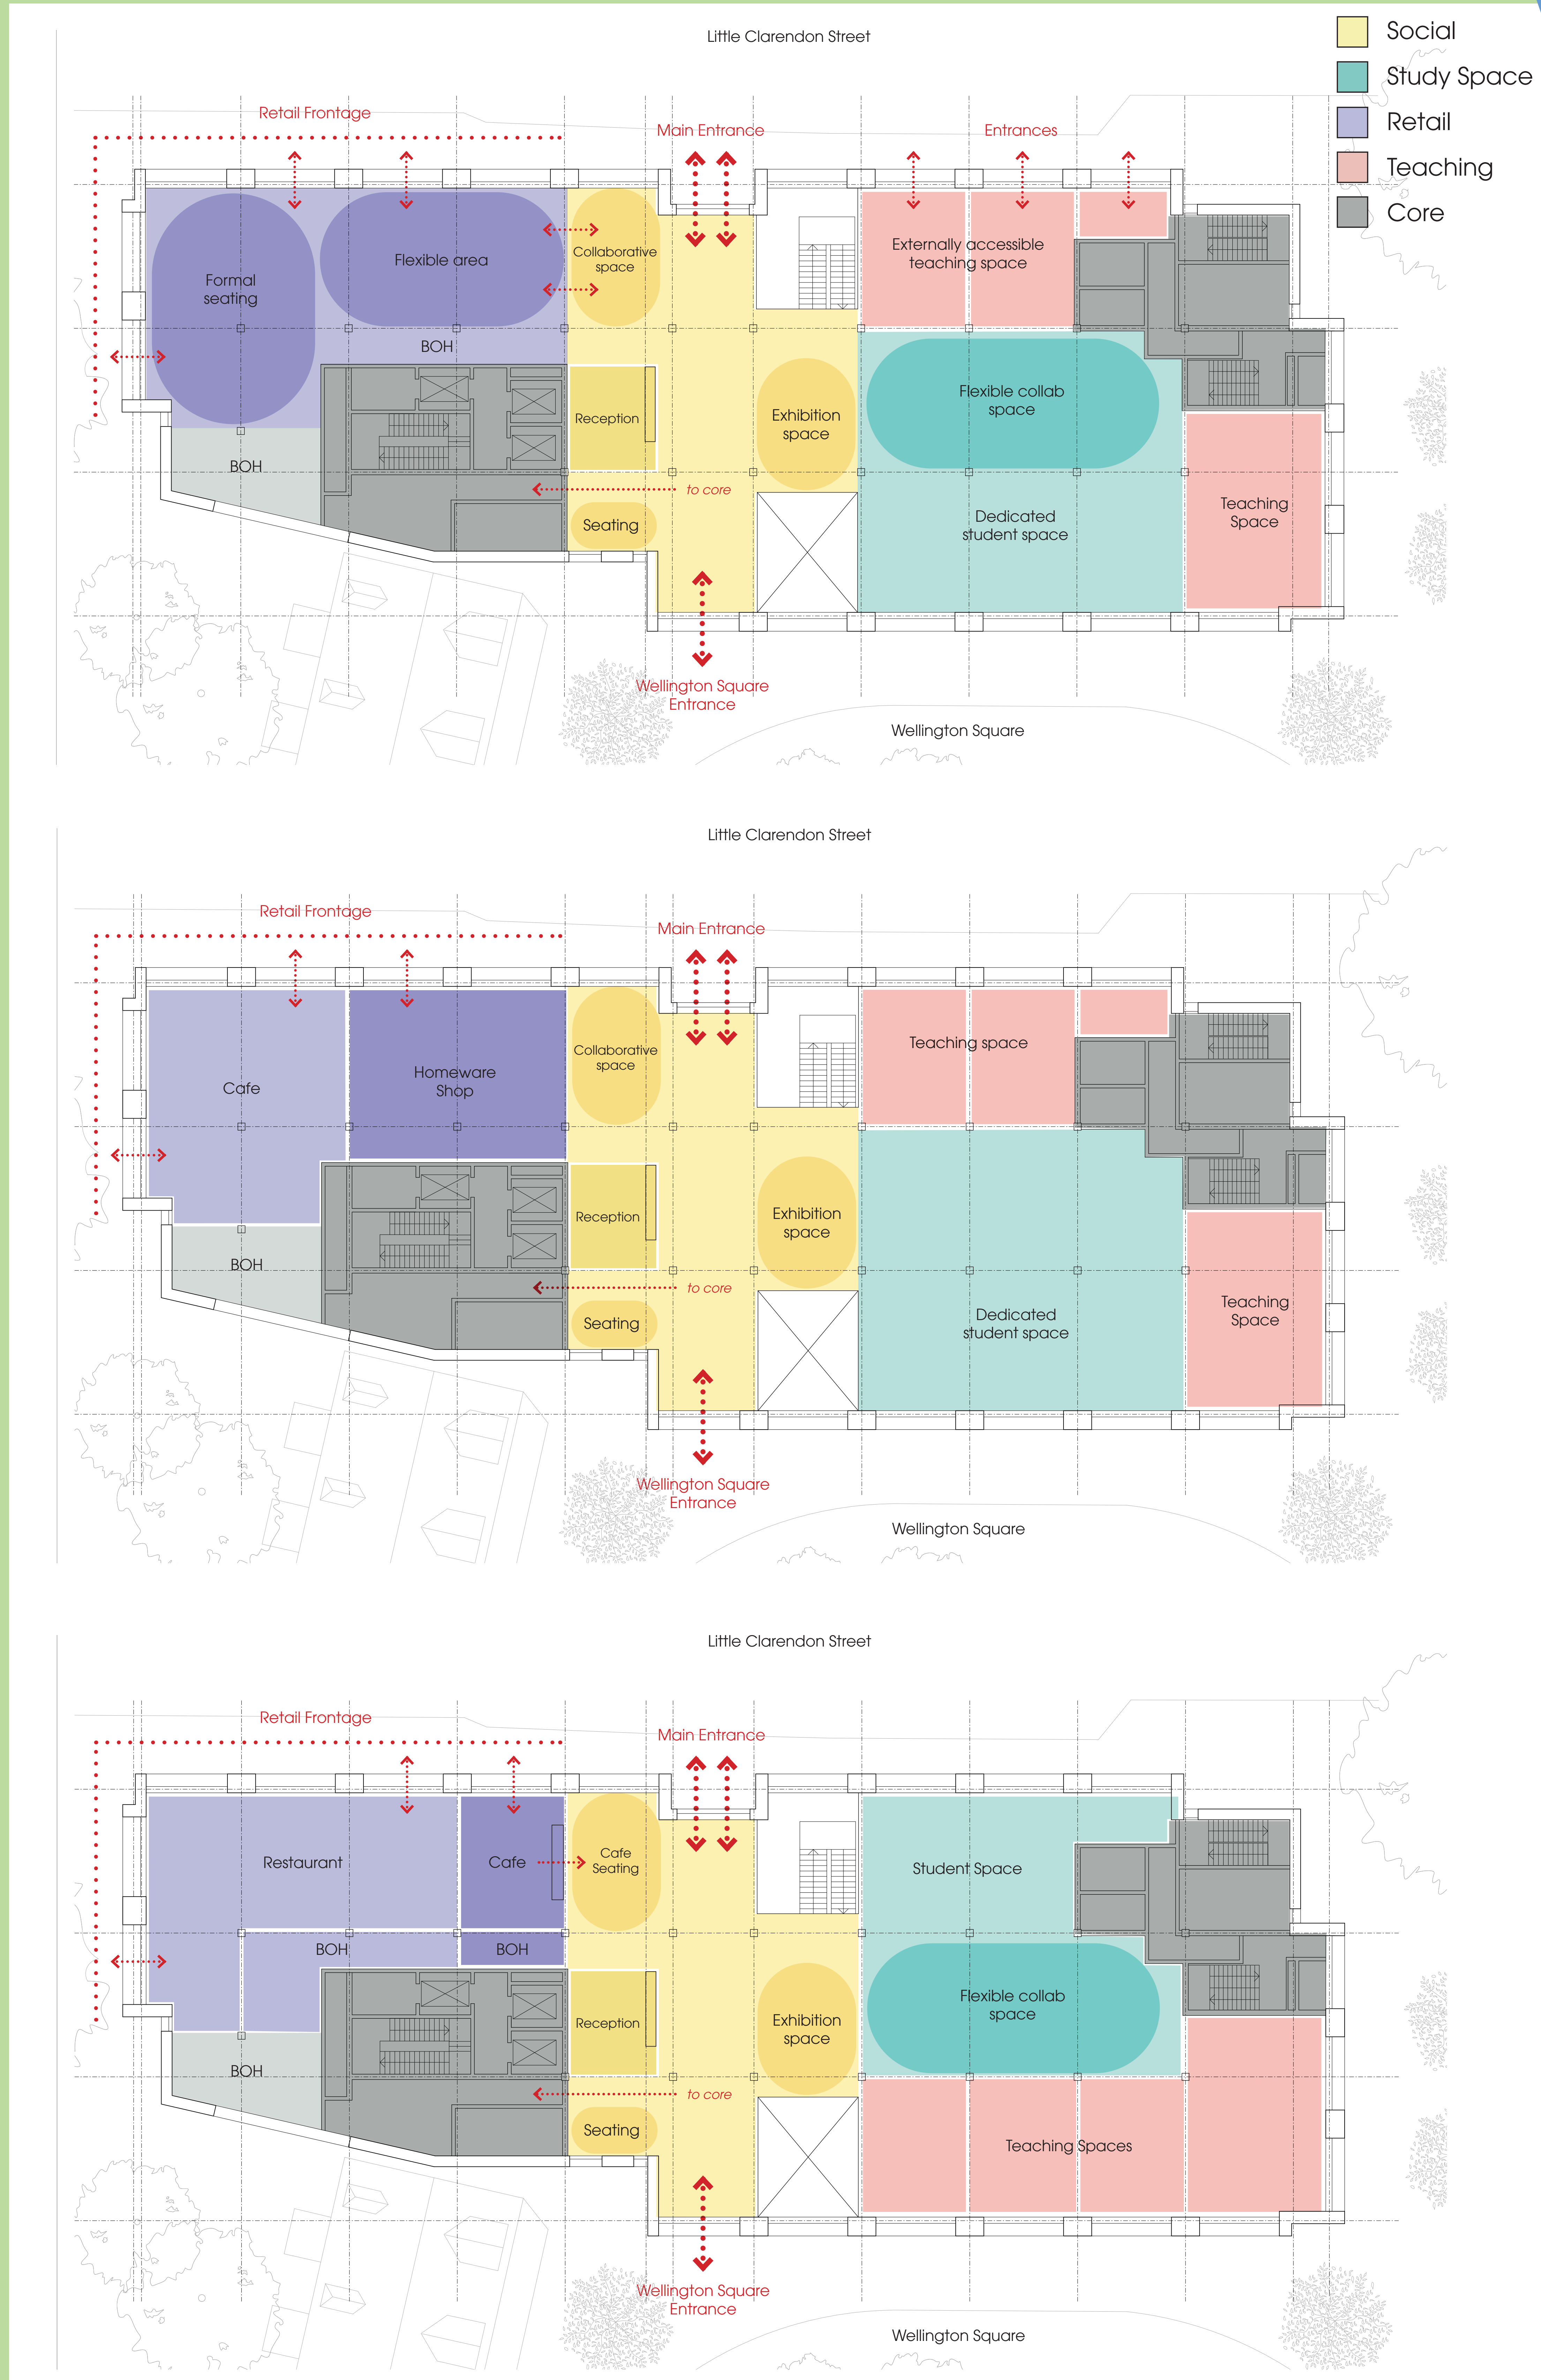 Little Clarendon Street
Social
Study Space
Retail
Teaching
Core
Retail Frontage
Main Entrance
Entrances
Formal
seating
Flexible area
Collaborative
space
Externally accessible
teaching space
BOH
BOH
Reception
Exhibition
space
Flexible collab
space
to core
Seating
Dedicated
student space
Teaching
Space
Wellington Square
Entrance
Wellington Square
Little Clarendon Street
Retail Frontage
Main Entrance
Cafe
Homeware
Shop
Collaborative
space
Teaching space
BOH
Reception
Exhibition
space
to core
Seating
Dedicated
student space
Teaching
Space
Wellington Square
Entrance
Wellington Square
Little Clarendon Street
Retail Frontage
Main Entrance
Restaurant
Cafe
Cafe
Seating
Student Space
BOH
BOH
BOH
Reception
Exhibition
space
Flexible collab
space
to core
Seating
Teaching Spaces
Wellington Square
Entrance
Wellington Square